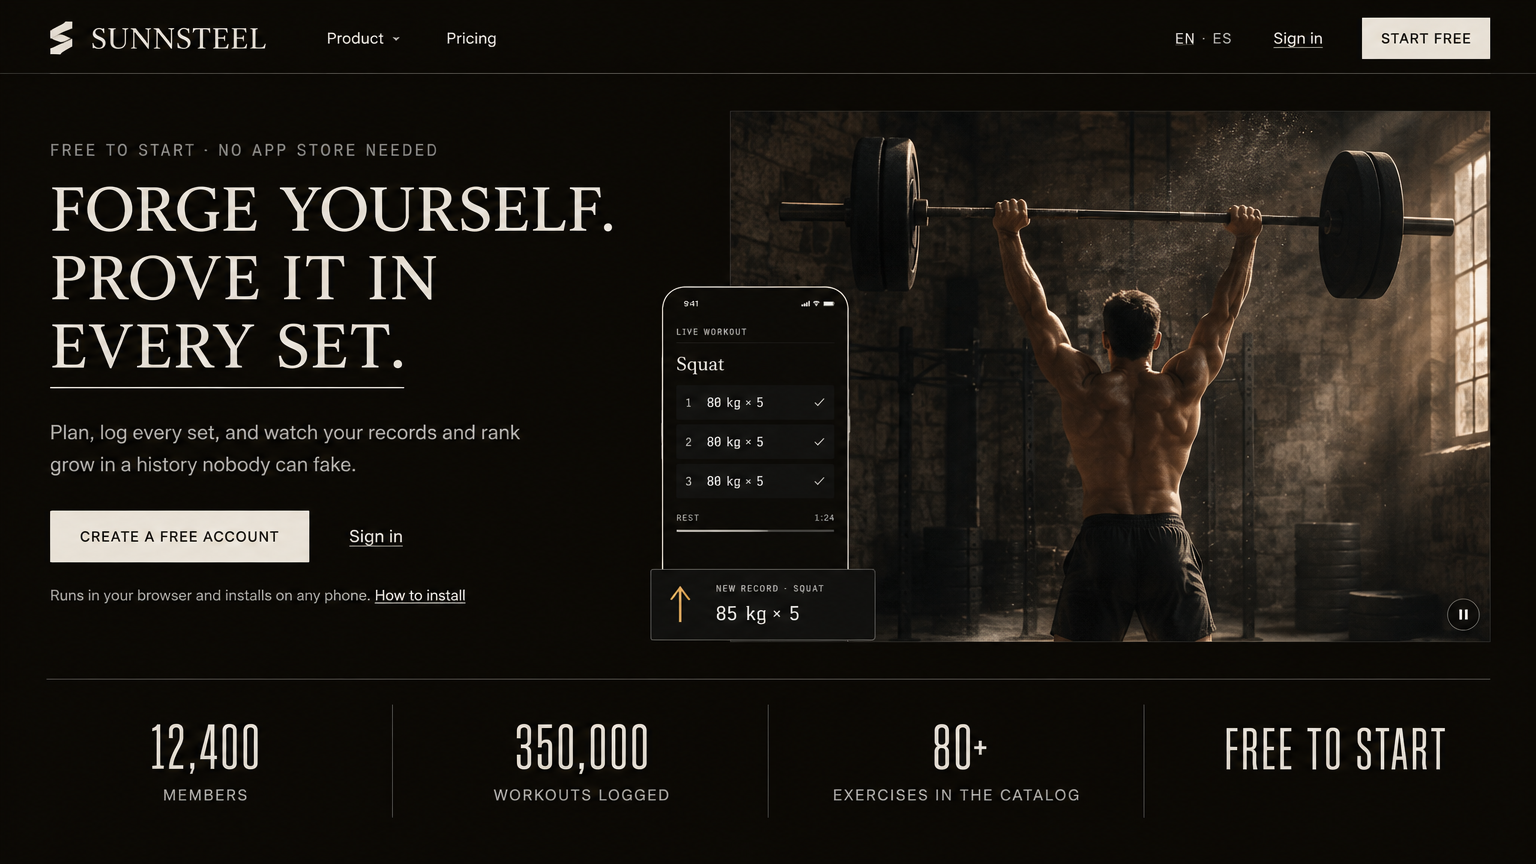 SUNNSTEEL
Product
Pricing
EN · ES
Sign in
START FREE
FREE TO START · NO APP STORE NEEDED
FORGE YOURSELF.
PROVE IT IN
EVERY SET.
Plan, log every set, and watch your records and rank
grow in a history nobody can fake.
CREATE A FREE ACCOUNT
Sign in
Runs in your browser and installs on any phone. How to install
9:41
LIVE WORKOUT
Squat
1 80 kg × 5
2 80 kg × 5
3 80 kg × 5
REST 1:24
NEW RECORD · SQUAT
85 kg × 5
12,400
MEMBERS
350,000
WORKOUTS LOGGED
80+
EXERCISES IN THE CATALOG
FREE TO START